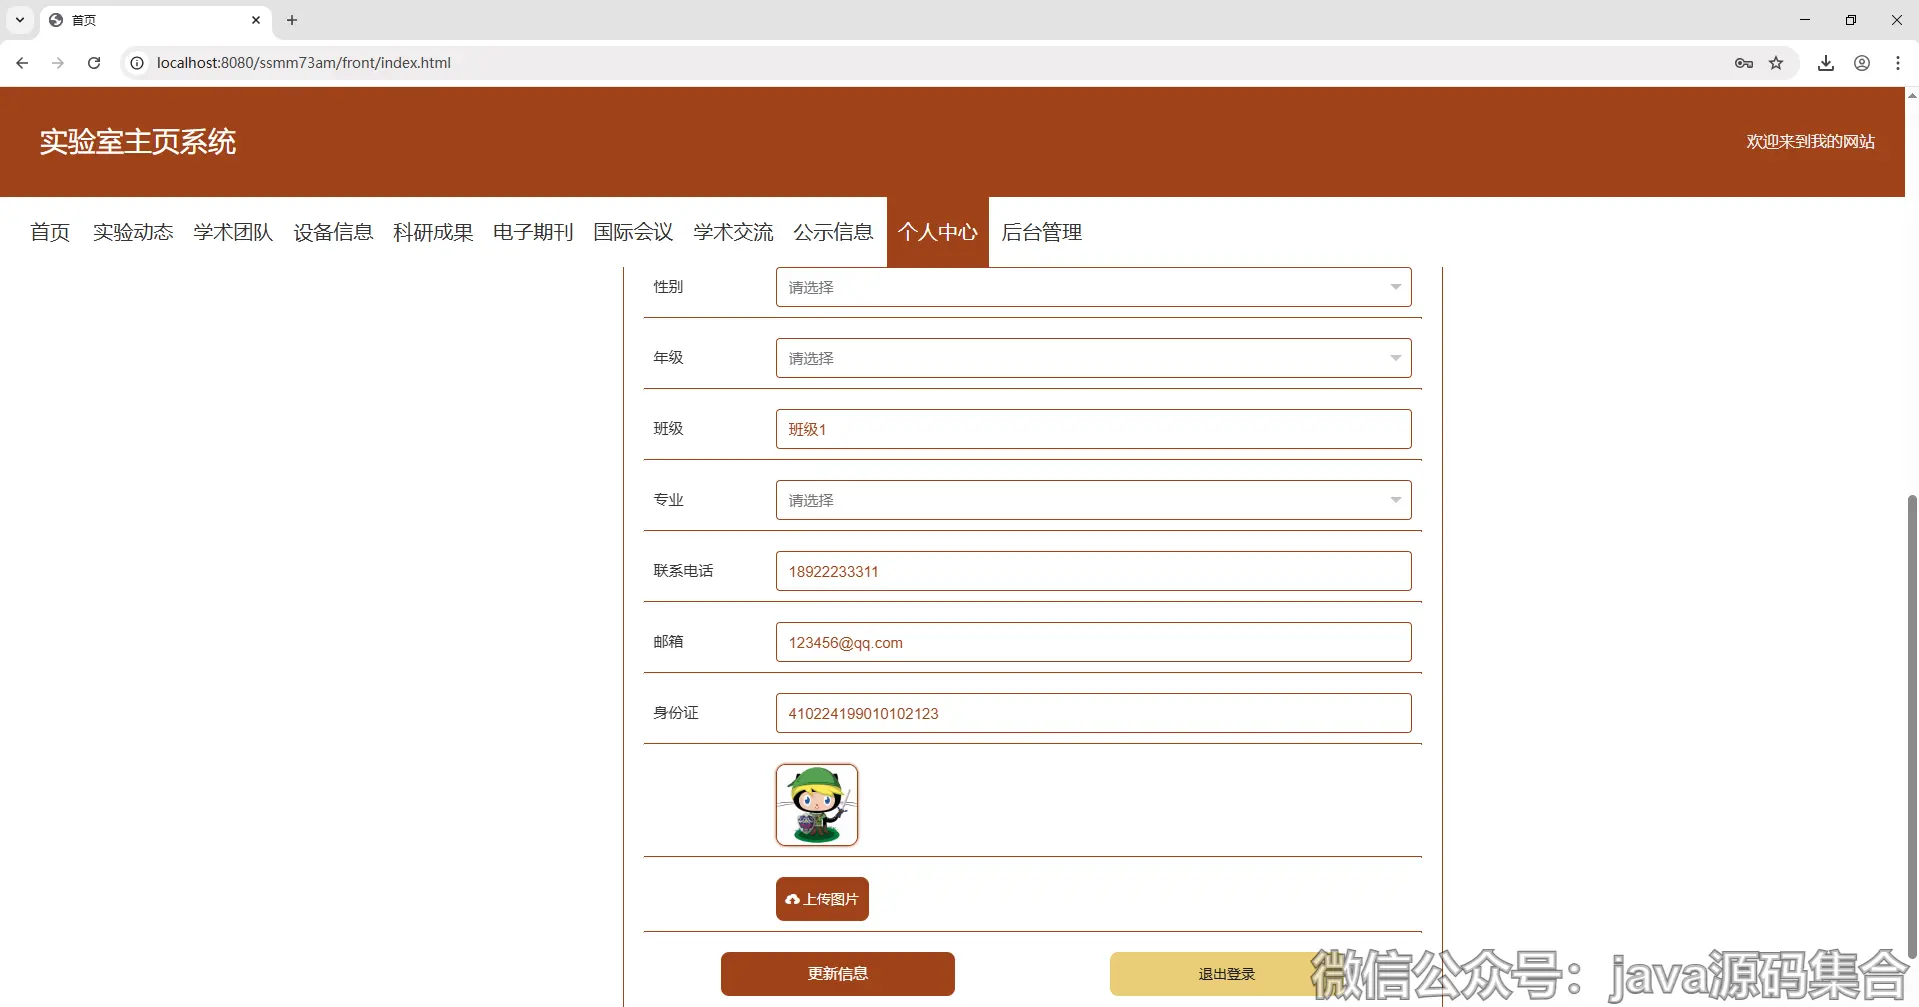 首页
localhost:8080/ssmm73am/front/index.html
实验室主页系统
欢迎来到我的网站
首页 实验动态 学术团队 设备信息 科研成果 电子期刊 国际会议 学术交流 公示信息 个人中心 后台管理
性别 请选择
年级 请选择
班级 班级1
专业 请选择
联系电话 18922233311
邮箱 123456@qq.com
身份证 410224199010102123
上传图片
更新信息 退出登录
微信公众号：java源码集合